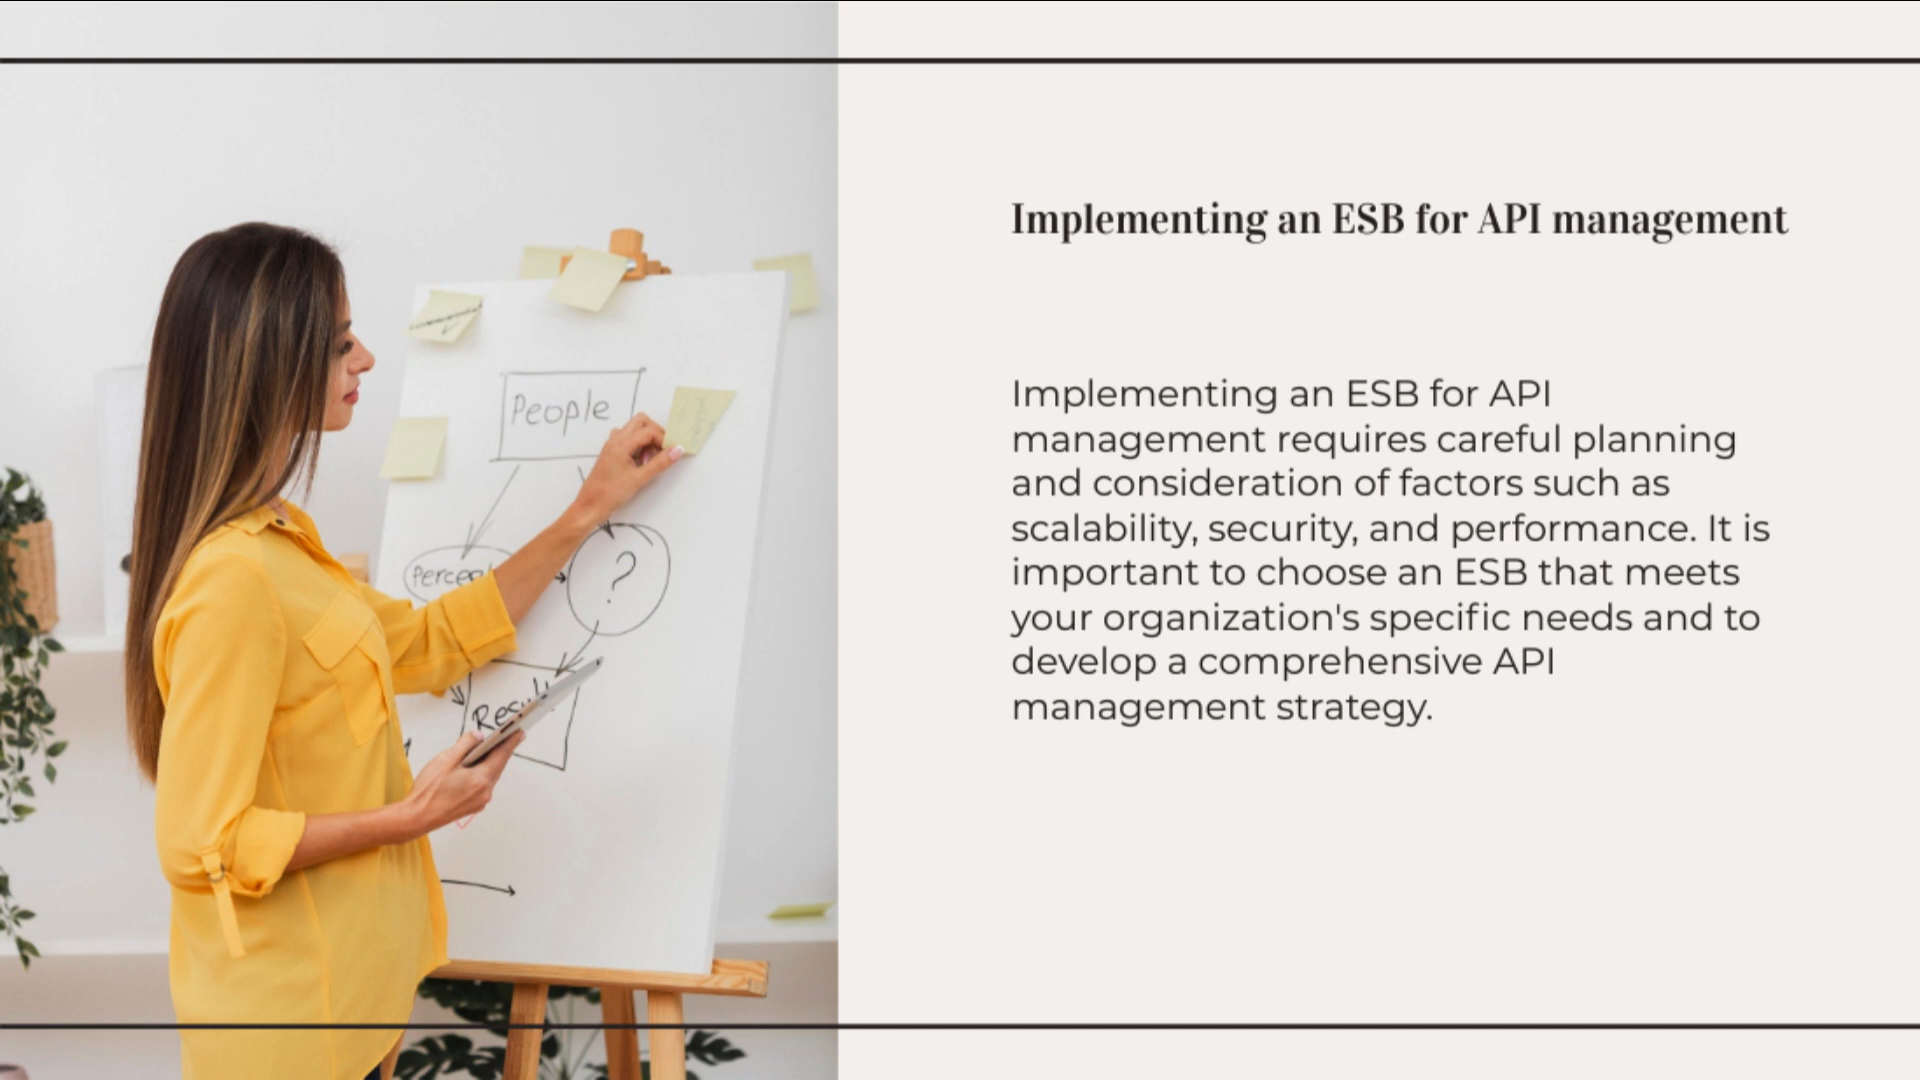 Implementing an ESB for API management
Implementing an ESB for API
management requires careful planning
and consideration of factors such as
scalability, security, and performance. It is
important to choose an ESB that meets
your organization's specific needs and to
develop a comprehensive API
management strategy.
People
?